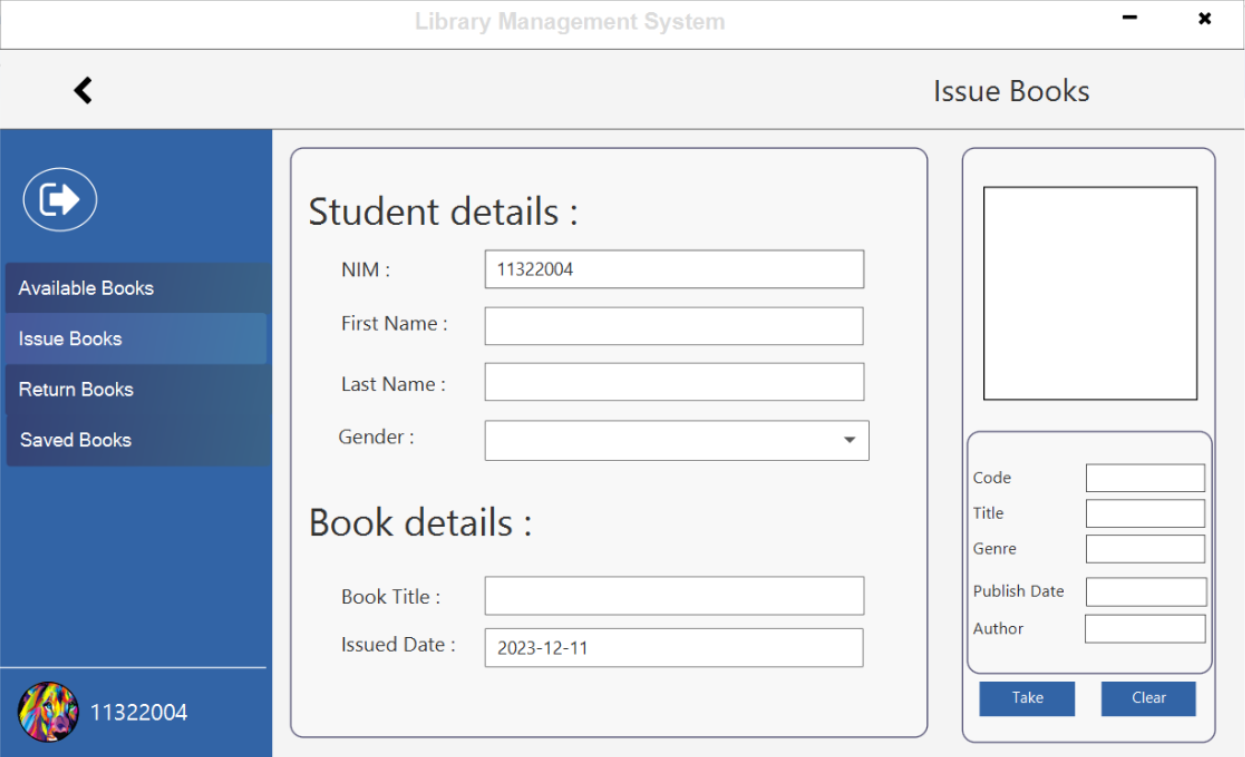 Library Management System
Issue Books
Available Books
Issue Books
Return Books
Saved Books
11322004
Student details :
NIM : 11322004
First Name :
Last Name :
Gender :
Book details :
Book Title :
Issued Date : 2023-12-11
Code
Title
Genre
Publish Date
Author
Take Clear